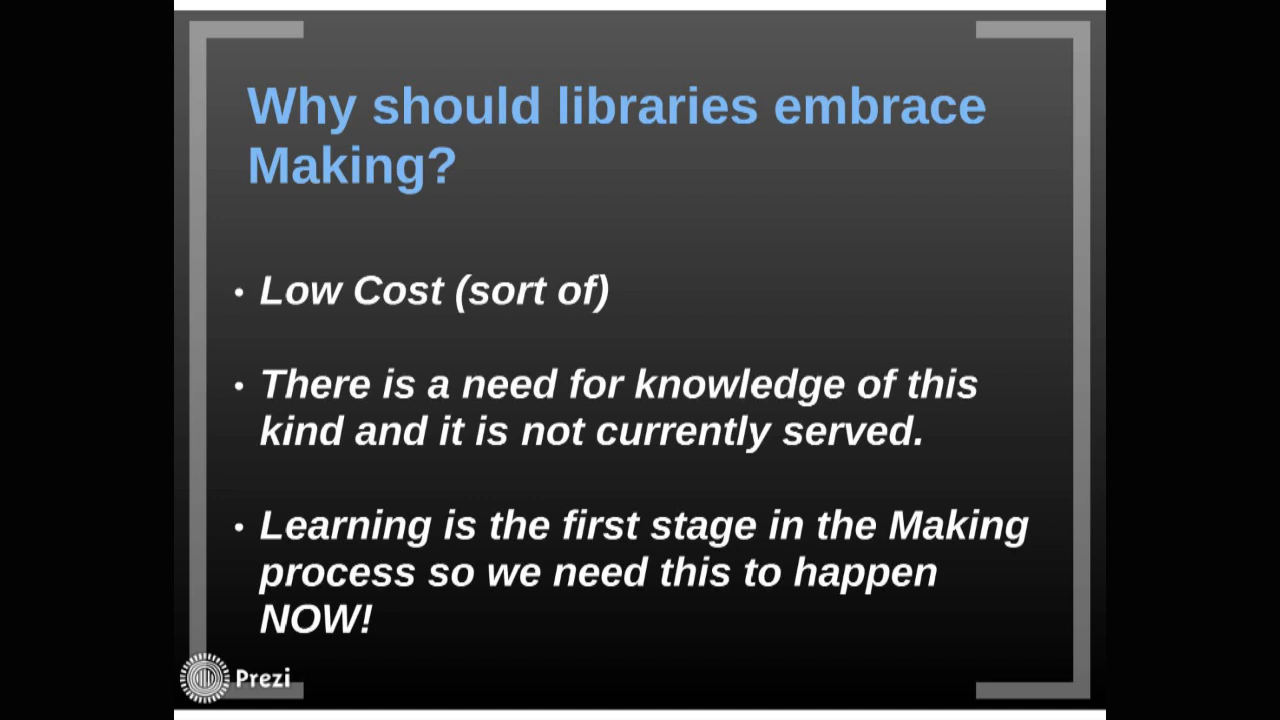 Why should libraries embrace
Making?
• Low Cost (sort of)
• There is a need for knowledge of this
kind and it is not currently served.
• Learning is the first stage in the Making
process so we need this to happen
NOW!
Prezi